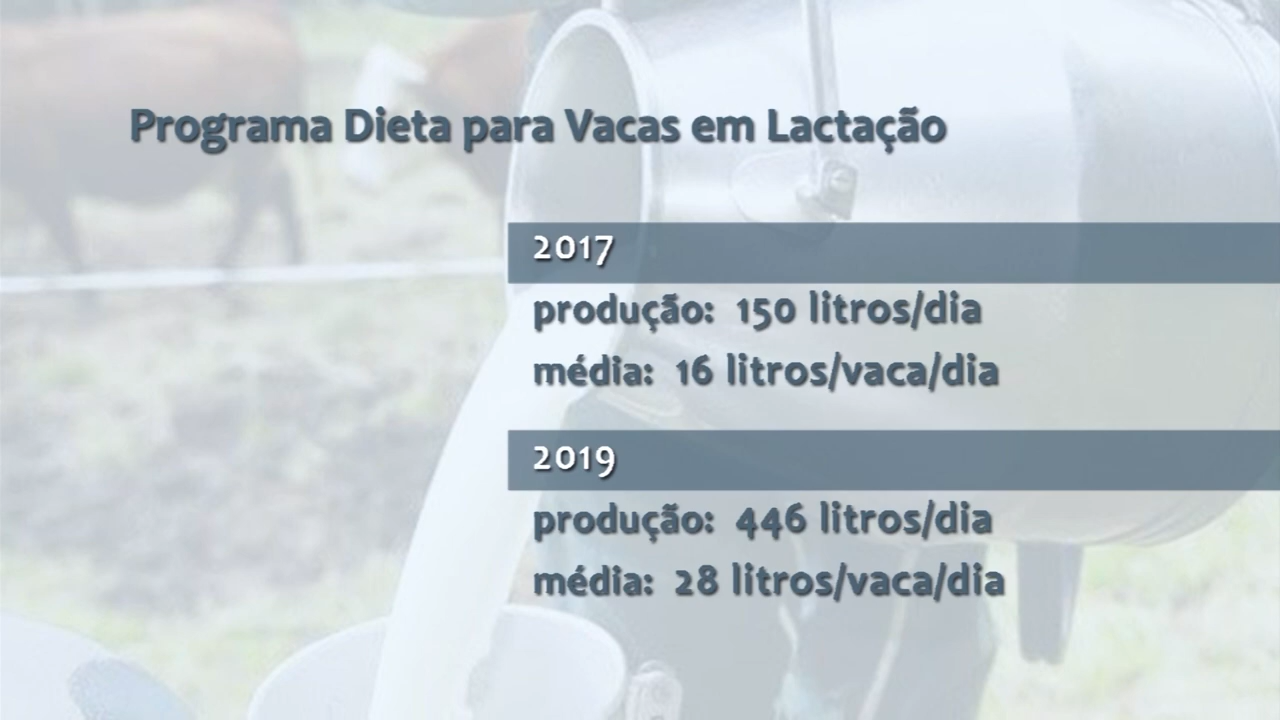 Programa Dieta para Vacas em Lactação
2017
produção: 150 litros/dia
média: 16 litros/vaca/dia
2019
produção: 446 litros/dia
média: 28 litros/vaca/dia